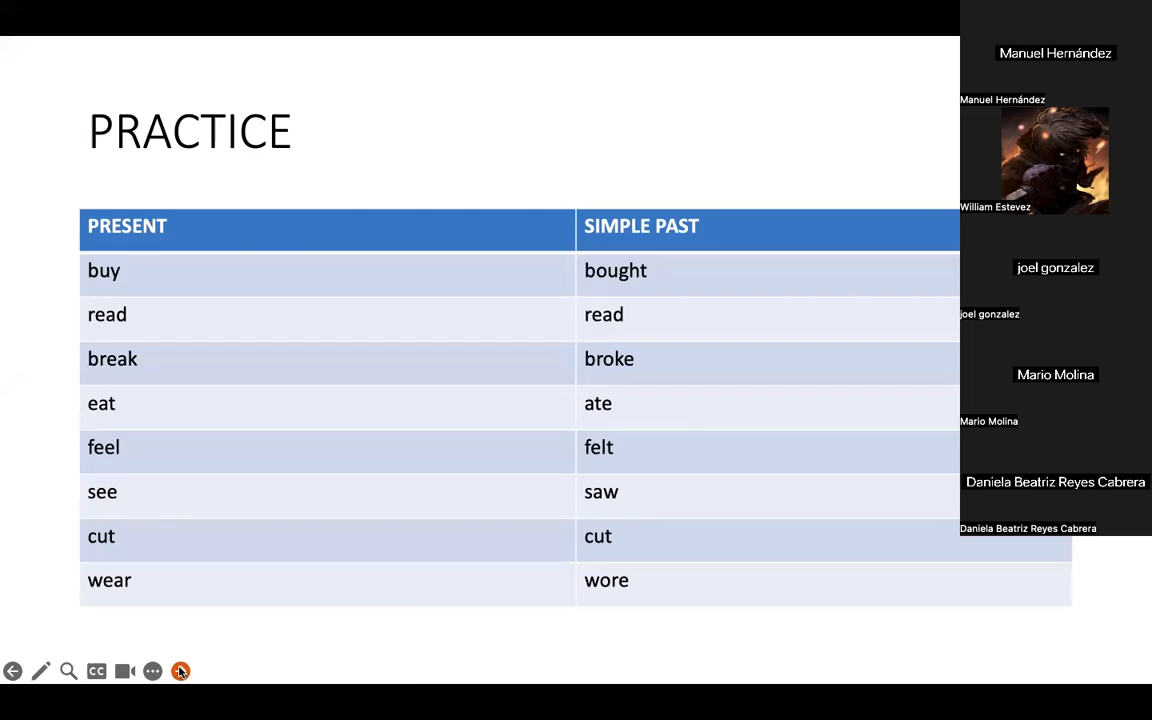 PRACTICE
PRESENT SIMPLE PAST
buy bought
read read
break broke
eat ate
feel felt
see saw
cut cut
wear wore
CC
Manuel Hernández
Manuel Hernández
William Estevez
joel gonzalez
joel gonzalez
Mario Molina
Mario Molina
Daniela Beatriz Reyes Cabrera
Daniela Beatriz Reyes Cabrera